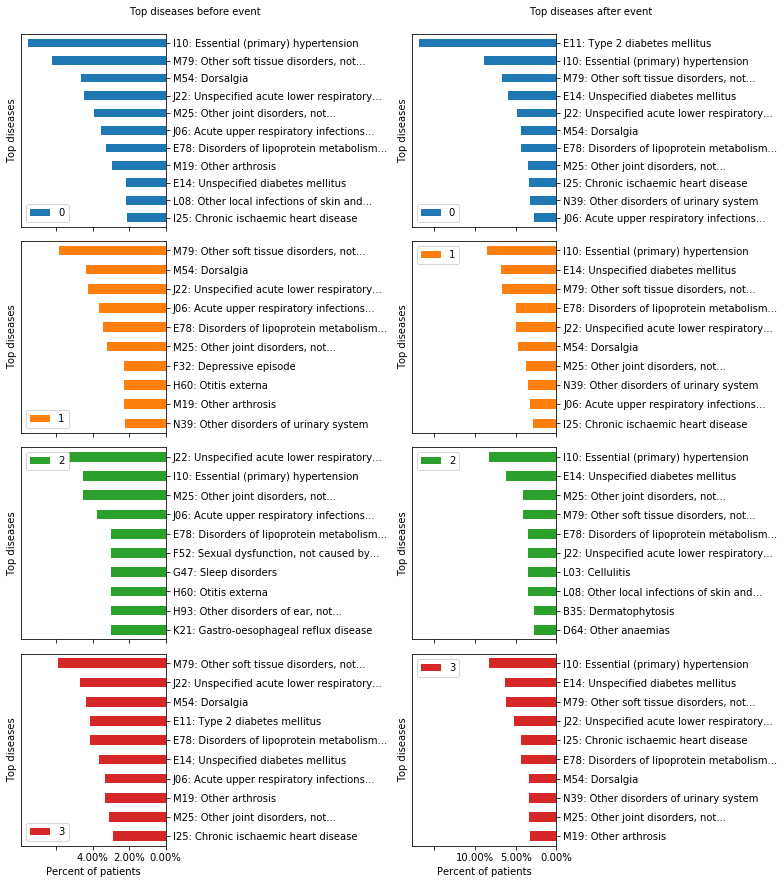 Top diseases before event
Top diseases after event
Top diseases
I10: Essential (primary) hypertension
M79: Other soft tissue disorders, not...
M54: Dorsalgia
J22: Unspecified acute lower respiratory...
M25: Other joint disorders, not...
J06: Acute upper respiratory infections...
E78: Disorders of lipoprotein metabolism...
M19: Other arthrosis
E14: Unspecified diabetes mellitus
L08: Other local infections of skin and...
I25: Chronic ischaemic heart disease
0
Top diseases
E11: Type 2 diabetes mellitus
I10: Essential (primary) hypertension
M79: Other soft tissue disorders, not...
E14: Unspecified diabetes mellitus
J22: Unspecified acute lower respiratory...
M54: Dorsalgia
E78: Disorders of lipoprotein metabolism...
M25: Other joint disorders, not...
I25: Chronic ischaemic heart disease
N39: Other disorders of urinary system
J06: Acute upper respiratory infections...
0
Top diseases
M79: Other soft tissue disorders, not...
M54: Dorsalgia
J22: Unspecified acute lower respiratory...
J06: Acute upper respiratory infections...
E78: Disorders of lipoprotein metabolism...
M25: Other joint disorders, not...
F32: Depressive episode
H60: Otitis externa
M19: Other arthrosis
N39: Other disorders of urinary system
1
Top diseases
1
I10: Essential (primary) hypertension
E14: Unspecified diabetes mellitus
M79: Other soft tissue disorders, not...
E78: Disorders of lipoprotein metabolism...
J22: Unspecified acute lower respiratory...
M54: Dorsalgia
M25: Other joint disorders, not...
N39: Other disorders of urinary system
J06: Acute upper respiratory infections...
I25: Chronic ischaemic heart disease
Top diseases
2
J22: Unspecified acute lower respiratory...
I10: Essential (primary) hypertension
M25: Other joint disorders, not...
J06: Acute upper respiratory infections...
E78: Disorders of lipoprotein metabolism...
F52: Sexual dysfunction, not caused by...
G47: Sleep disorders
H60: Otitis externa
H93: Other disorders of ear, not...
K21: Gastro-oesophageal reflux disease
Top diseases
2
I10: Essential (primary) hypertension
E14: Unspecified diabetes mellitus
M25: Other joint disorders, not...
M79: Other soft tissue disorders, not...
E78: Disorders of lipoprotein metabolism...
J22: Unspecified acute lower respiratory...
L03: Cellulitis
L08: Other local infections of skin and...
B35: Dermatophytosis
D64: Other anaemias
Top diseases
M79: Other soft tissue disorders, not...
J22: Unspecified acute lower respiratory...
M54: Dorsalgia
E11: Type 2 diabetes mellitus
E78: Disorders of lipoprotein metabolism...
E14: Unspecified diabetes mellitus
J06: Acute upper respiratory infections...
M19: Other arthrosis
M25: Other joint disorders, not...
I25: Chronic ischaemic heart disease
3
4.00% 2.00% 0.00%
Percent of patients
Top diseases
3
I10: Essential (primary) hypertension
E14: Unspecified diabetes mellitus
M79: Other soft tissue disorders, not...
J22: Unspecified acute lower respiratory...
I25: Chronic ischaemic heart disease
E78: Disorders of lipoprotein metabolism...
M54: Dorsalgia
N39: Other disorders of urinary system
M25: Other joint disorders, not...
M19: Other arthrosis
10.00% 5.00% 0.00%
Percent of patients